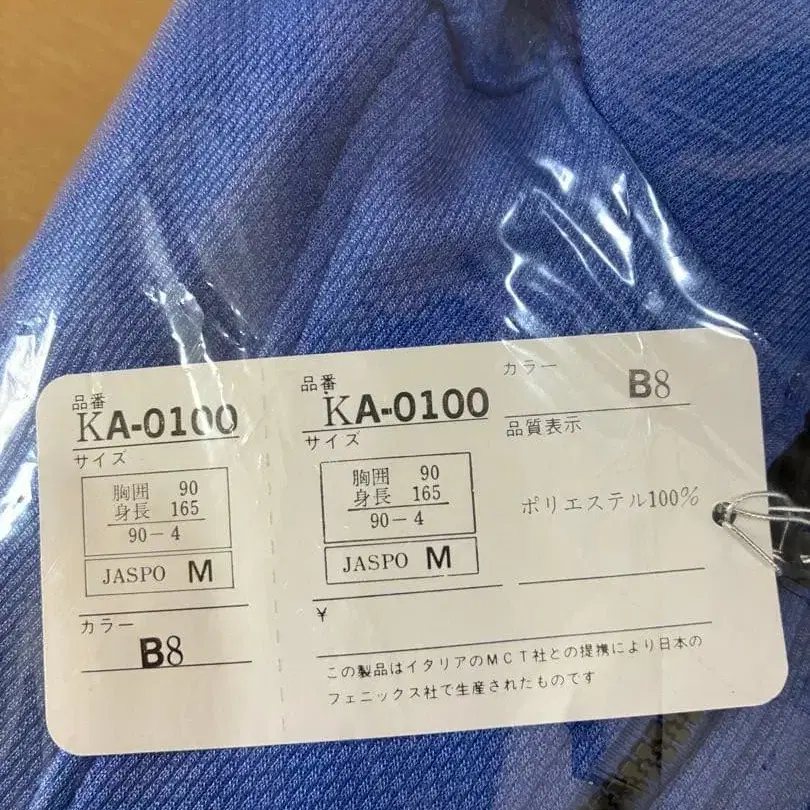 品番
KA-0100
サイズ
胸囲 90
身長 165
90-4
JASPO M
カラー
B8
品番
KA-0100
サイズ
胸囲 90
身長 165
90-4
JASPO M
¥
カラー
B8
品質表示
ポリエステル100%
この製品はイタリアのMCT社との提携により日本の
フェニックス社で生産されたものです